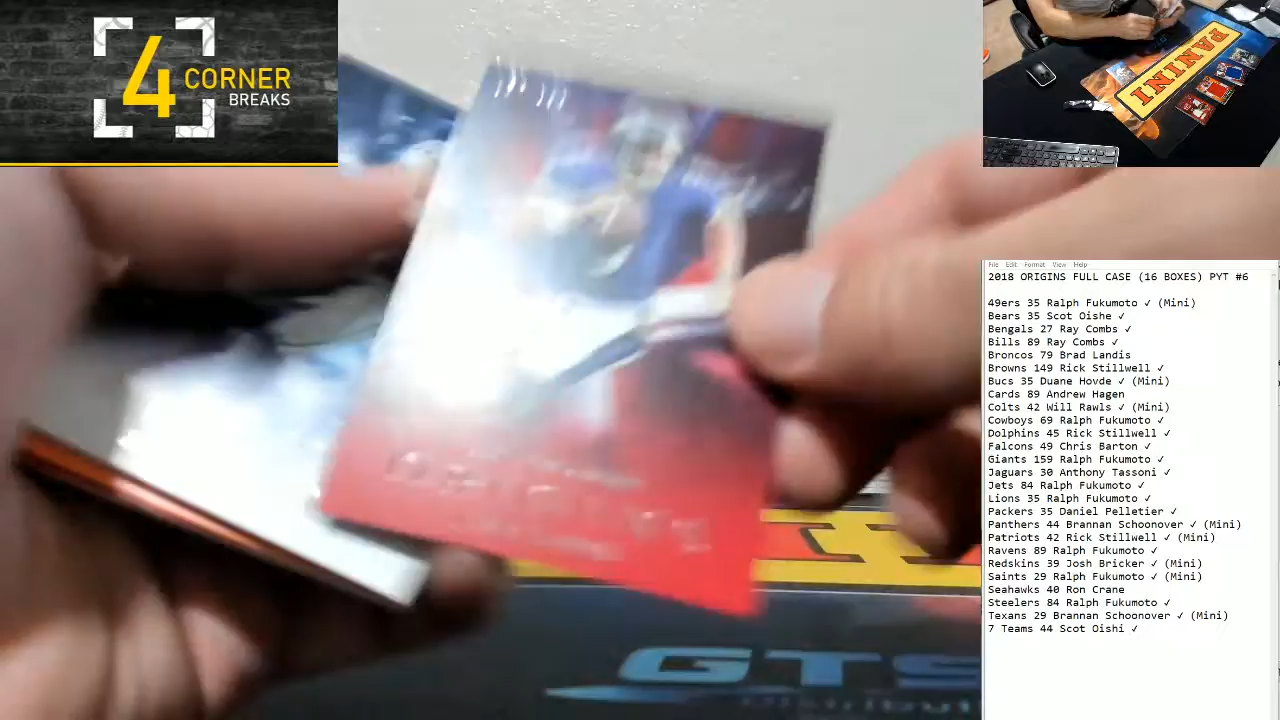 4 CORNER
BREAKS
PANINI
File Edit Format View Help
2018 ORIGINS FULL CASE (16 BOXES) PYT #6
49ers 35 Ralph Fukumoto ✓ (Mini)
Bears 35 Scot Oishe ✓
Bengals 27 Ray Combs ✓
Bills 89 Ray Combs ✓
Broncos 79 Brad Landis
Browns 149 Rick Stillwell ✓
Bucs 35 Duane Hovde ✓ (Mini)
Cards 89 Andrew Hagen
Colts 42 Will Rawls ✓ (Mini)
Cowboys 69 Ralph Fukumoto ✓
Dolphins 45 Rick Stillwell ✓
Falcons 49 Chris Barton ✓
Giants 159 Ralph Fukumoto ✓
Jaguars 30 Anthony Tassoni ✓
Jets 84 Ralph Fukumoto ✓
Lions 35 Ralph Fukumoto ✓
Packers 35 Daniel Pelletier ✓
Panthers 44 Brannan Schoonover ✓ (Mini)
Patriots 42 Rick Stillwell ✓ (Mini)
Ravens 89 Ralph Fukumoto ✓
Redskins 39 Josh Bricker ✓ (Mini)
Saints 29 Ralph Fukumoto ✓ (Mini)
Seahawks 40 Ron Crane
Steelers 84 Ralph Fukumoto ✓
Texans 29 Brannan Schoonover ✓ (Mini)
7 Teams 44 Scot Oishi ✓
GTS